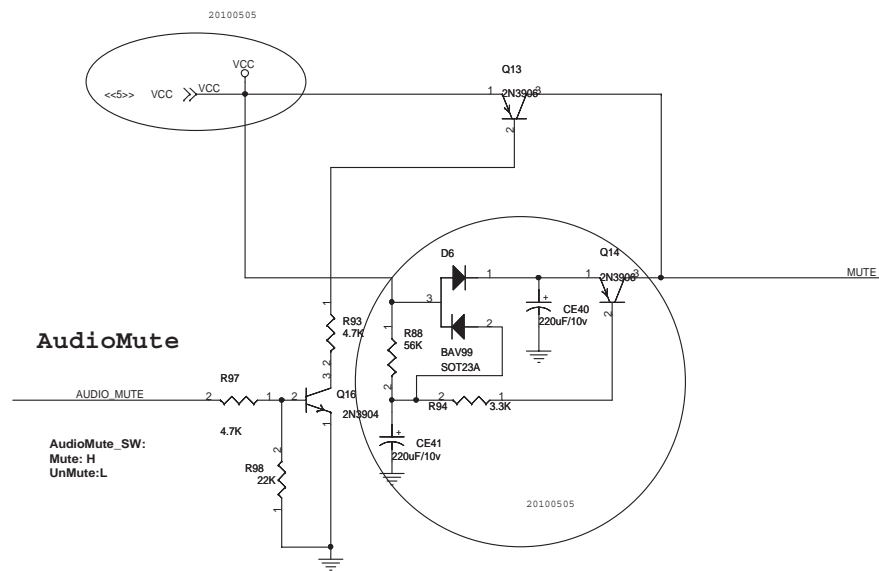 20100505
VCC
<<5>> VCC VCC
Q13
1 2N3906 3
2
D6
Q14
1
1 2N3906 3
MUTE
3
CE40
220uF/10v
2
1
R93
4.7K
2
1
R88
56K
2
2
BAV99
SOT23A
AudioMute
3
AUDIO_MUTE
R97
2 1 2
Q16
2N3904
1
4.7K
2 R94 1 3.3K
CE41
220uF/10v
AudioMute_SW:
Mute: H
UnMute:L
2
R98
22K
1
20100505